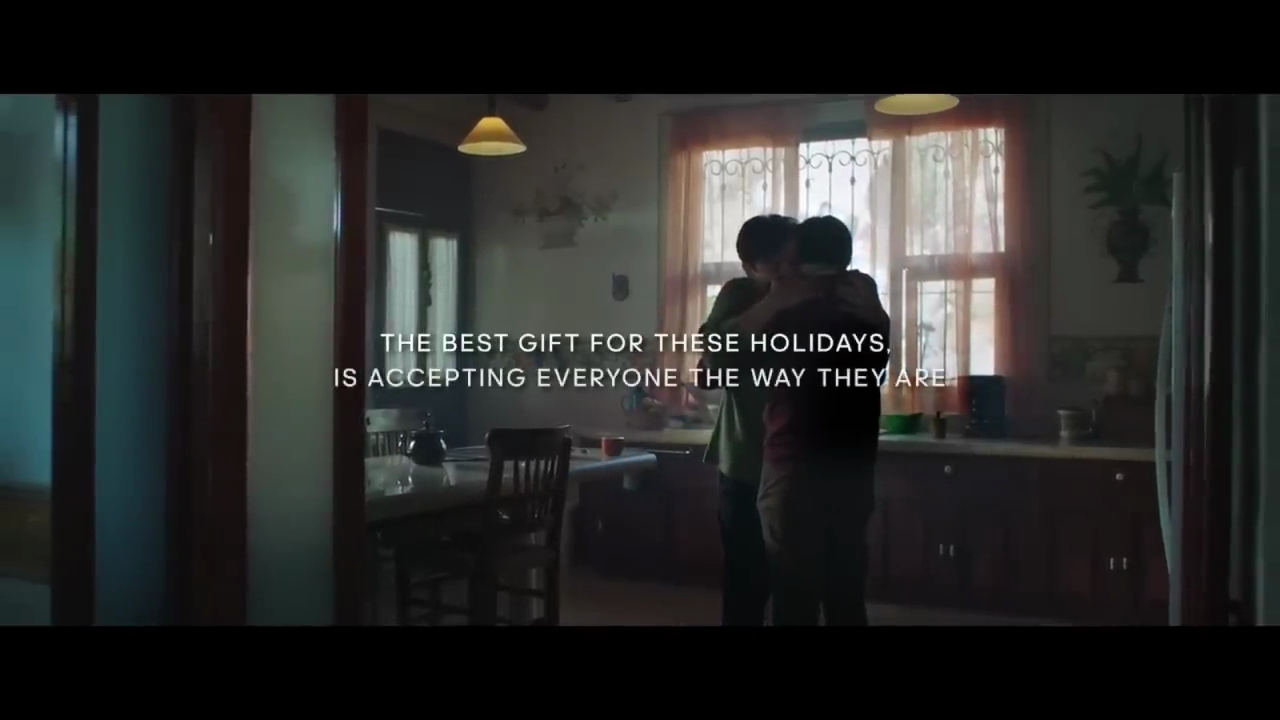 THE BEST GIFT FOR THESE HOLIDAYS,
IS ACCEPTING EVERYONE THE WAY THEY ARE